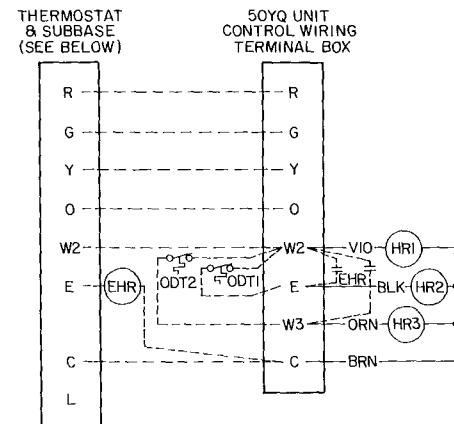 THERMOSTAT
& SUBBASE
(SEE BELOW)
50YQ UNIT
CONTROL WIRING
TERMINAL BOX
R R
G G
Y Y
O O
W2 W2 VIO HR1
ODT2 ODT1 EHR
E EHR E BLK HR2
W3 ORN HR3
C C BRN
L